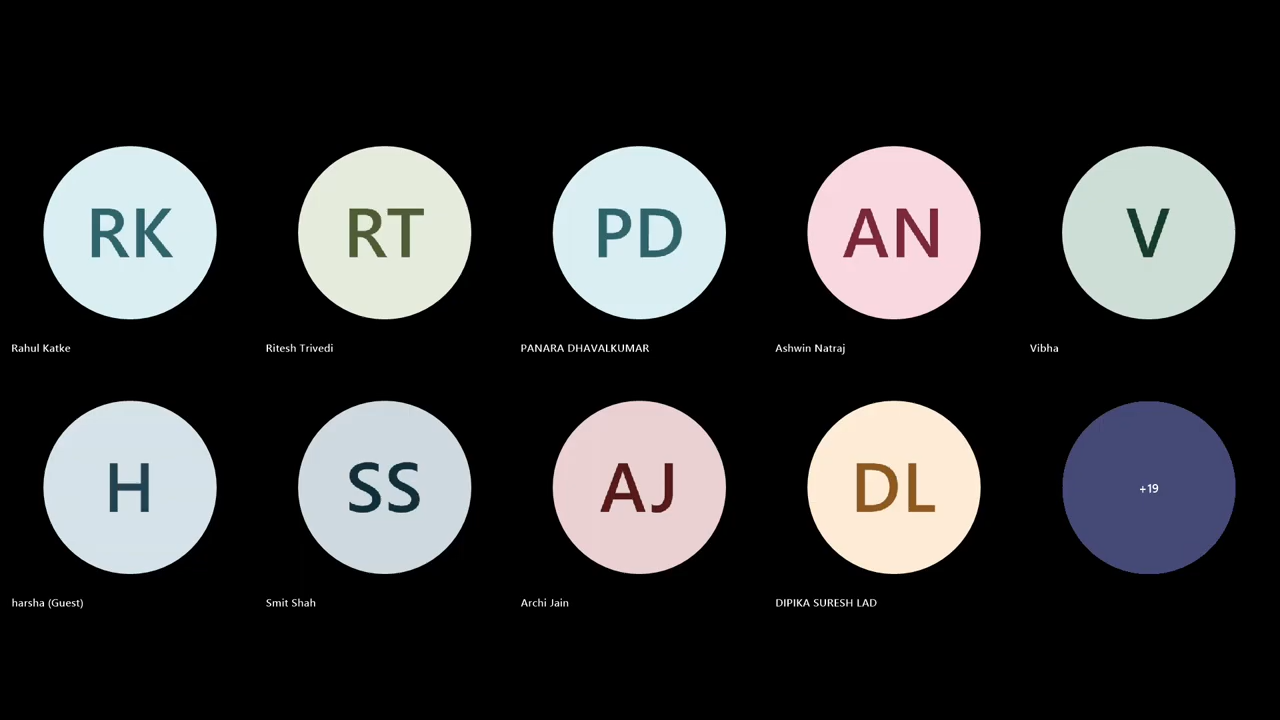 RK
RT
PD
AN
V
Rahul Katke
Ritesh Trivedi
PANARA DHAVALKUMAR
Ashwin Natraj
Vibha
H
SS
AJ
DL
+19
harsha (Guest)
Smit Shah
Archi Jain
DIPIKA SURESH LAD